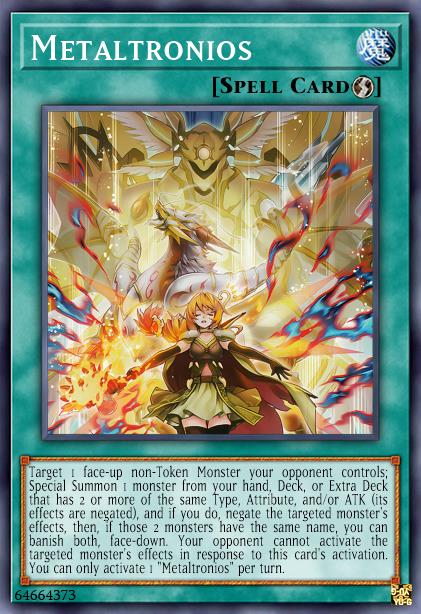 Metaltronios
魔
[Spell Card]
Target 1 face-up non-Token Monster your opponent controls;
Special Summon 1 monster from your hand, Deck, or Extra Deck
that has 2 or more of the same Type, Attribute, and/or ATK (its
effects are negated), and if you do, negate the targeted monster's
effects, then, if those 2 monsters have the same name, you can
banish both, face-down. Your opponent cannot activate the
targeted monster's effects in response to this card's activation.
You can only activate 1 "Metaltronios" per turn.
64664373